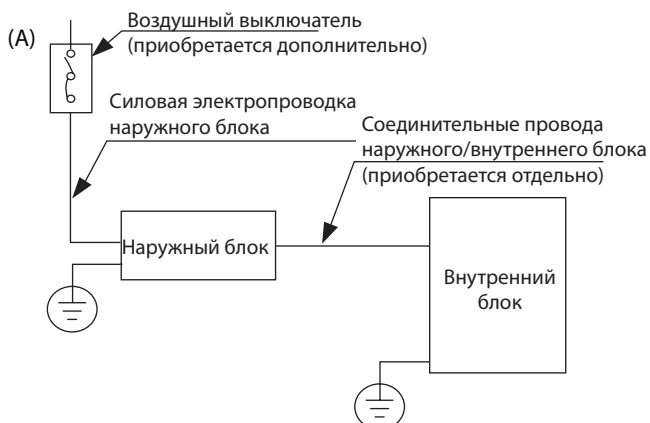 (A)
Воздушный выключатель
(приобретается дополнительно)
Силовая электропроводка
наружного блока
Соединительные провода
наружного/внутреннего блока
(приобретается отдельно)
Наружный блок
Внутренний
блок